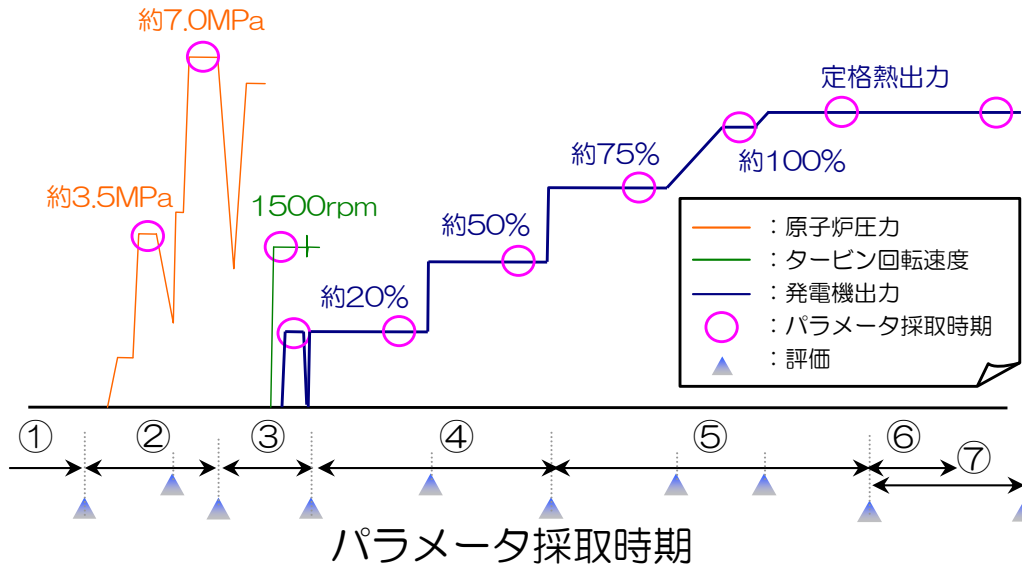 約7.0MPa
定格熱出力
約75%
約100%
約3.5MPa
1500rpm
約50%
約20%
：原子炉圧力
：タービン回転速度
：発電機出力
：パラメータ採取時期
：評価
① ② ③ ④ ⑤ ⑥ ⑦
パラメータ採取時期